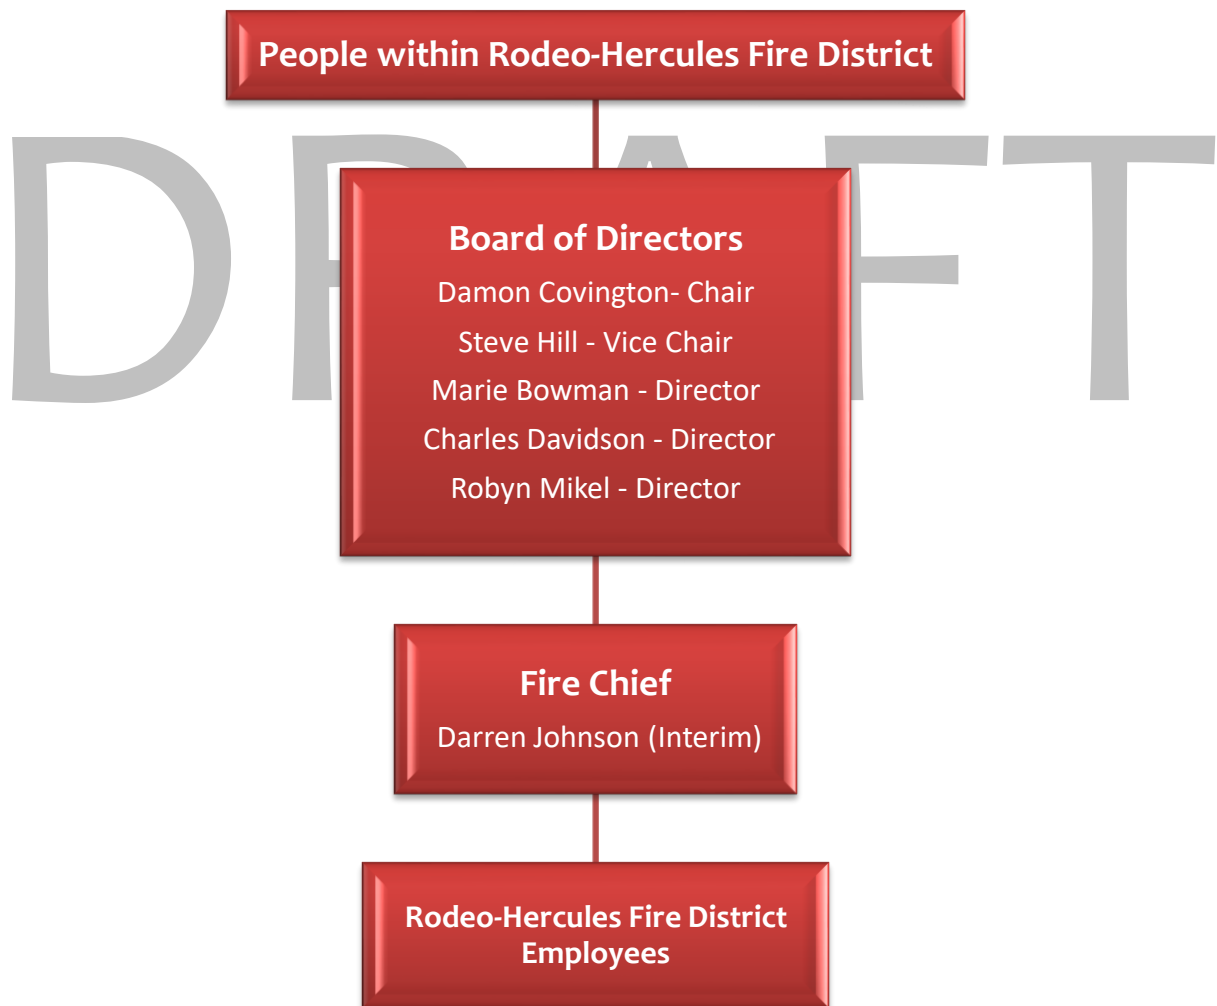 People within Rodeo-Hercules Fire District
DRAFT
Board of Directors
Damon Covington- Chair
Steve Hill - Vice Chair
Marie Bowman - Director
Charles Davidson - Director
Robyn Mikel - Director
Fire Chief
Darren Johnson (Interim)
Rodeo-Hercules Fire District
Employees